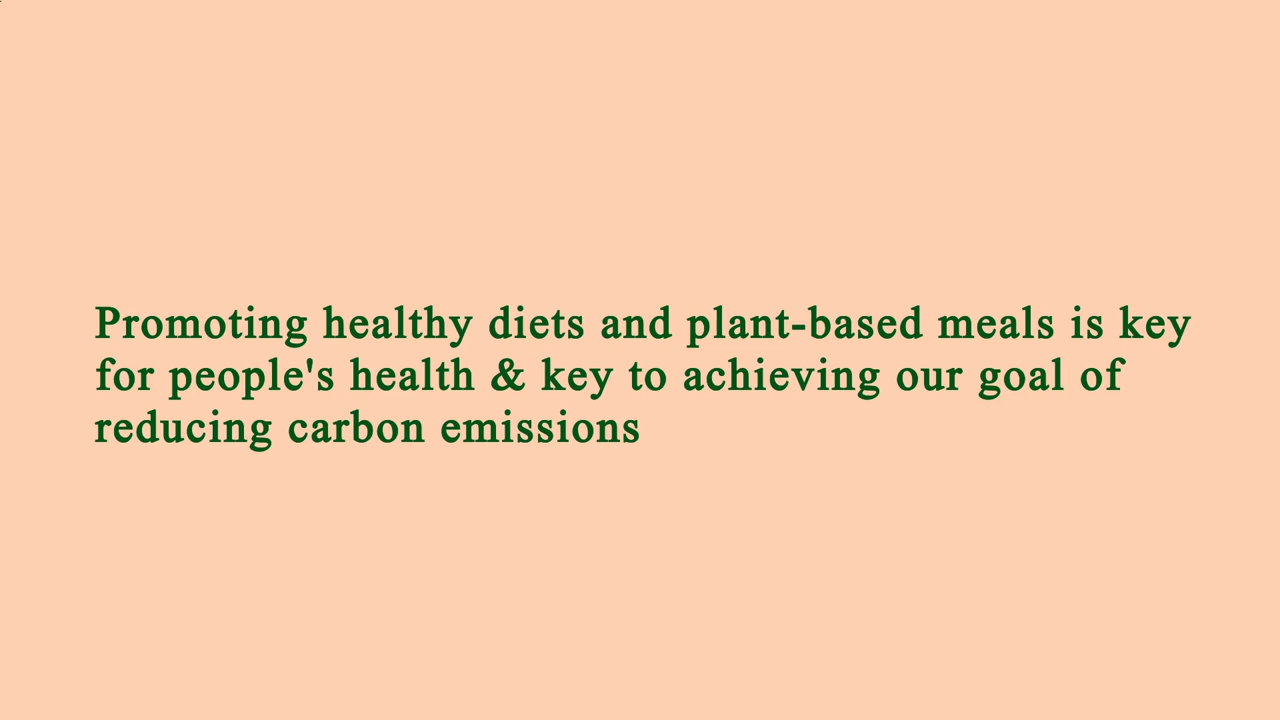 Promoting healthy diets and plant-based meals is key
for people's health & key to achieving our goal of
reducing carbon emissions